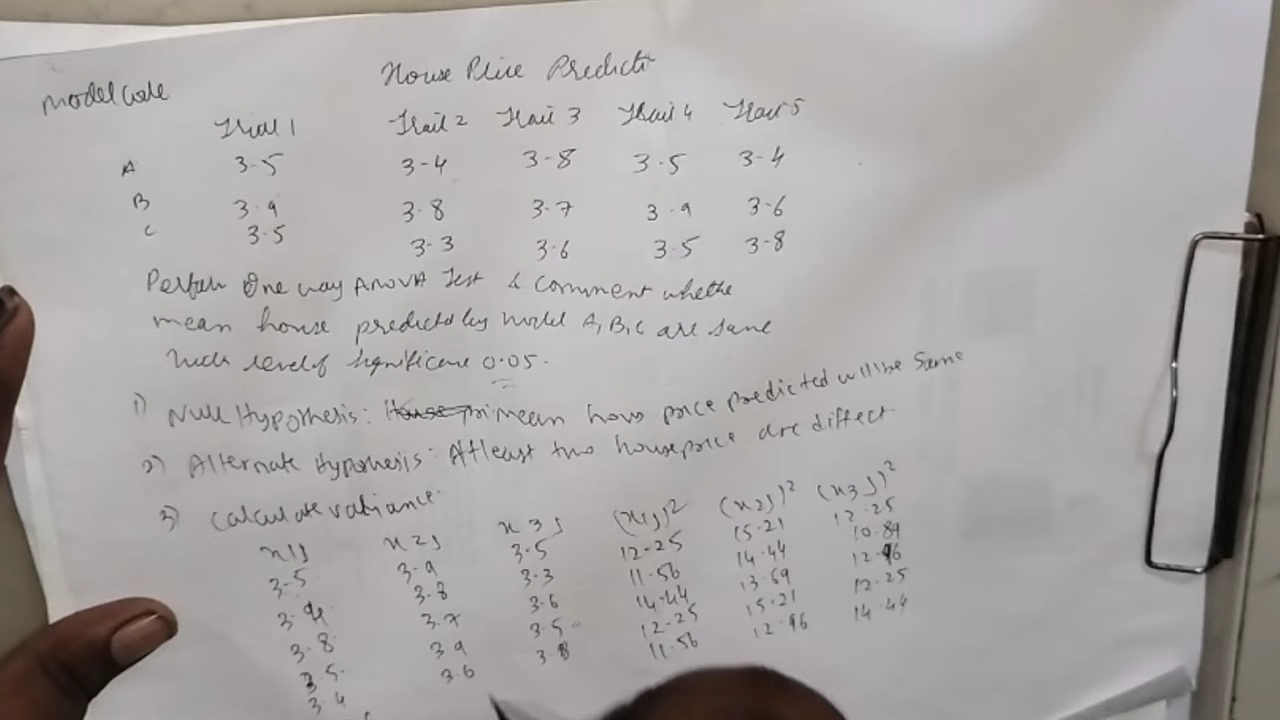 House Price Predicti
Model Code
Trial 1 Trail 2 Trail 3 Trail 4 Trail 5
A 3.5 3.4 3.8 3.5 3.4
B 3.9 3.8 3.7 3.9 3.6
C 3.5 3.3 3.6 3.5 3.8
Perform One way ANOVA Test & Comment whethe
mean house predicted by model A, B, C are same
level of significance 0.05.
1) Null Hypothesis: mean hous price predicted will be same
2) Alternate Hypothesis: Atleast two house price are diffect
3) Calculate variance.
x1j x2j x3j (x1j)² (x2j)² (x3j)²
3.5 3.9 3.5 12.25 15.21 12.25
3.4 3.8 3.3 11.56 14.44 10.89
3.8 3.7 3.6 14.44 13.69 12.96
3.5 3.9 3.5 12.25 15.21 12.25
3.4 3.6 3.8 11.56 12.96 14.44